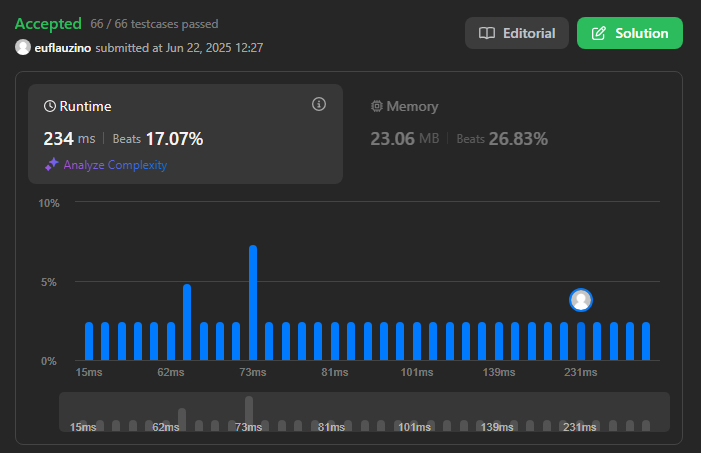 Accepted 66 / 66 testcases passed
euflauzino submitted at Jun 22, 2025 12:27
Editorial
Solution
Runtime
234 ms | Beats 17.07%
Analyze Complexity
Memory
23.06 MB | Beats 26.83%
10%
5%
0%
15ms 62ms 73ms 81ms 101ms 139ms 231ms
15ms 62ms 73ms 81ms 101ms 139ms 231ms